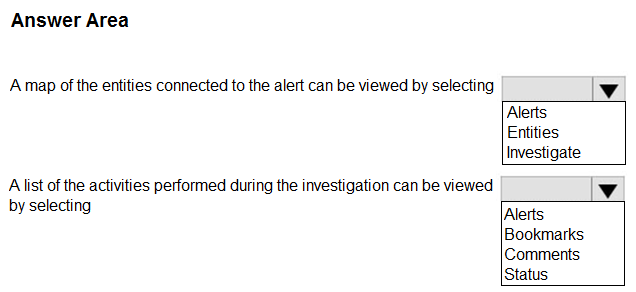 Answer Area
A map of the entities connected to the alert can be viewed by selecting
Alerts
Entities
Investigate
A list of the activities performed during the investigation can be viewed
by selecting
Alerts
Bookmarks
Comments
Status